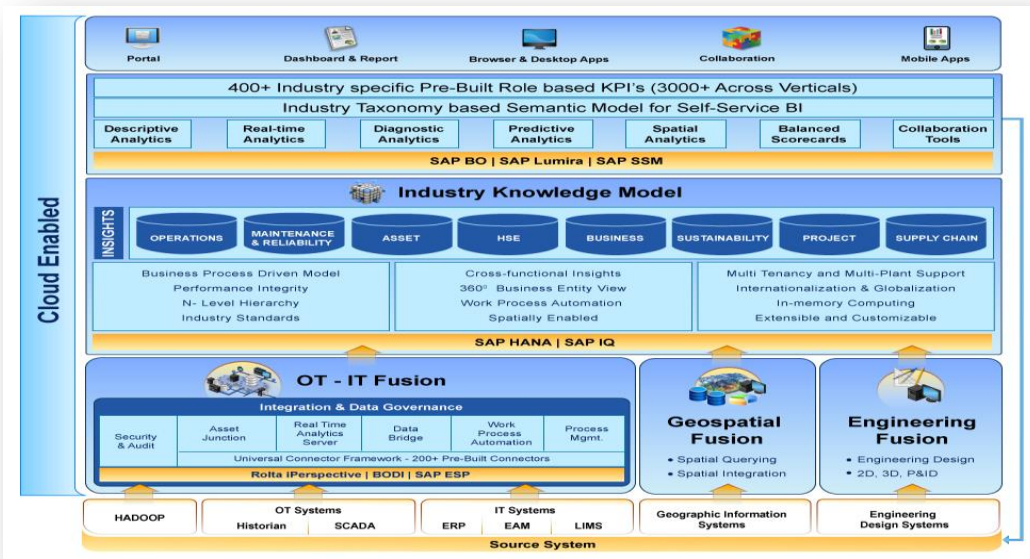 Portal
Dashboard & Report
Browser & Desktop Apps
Collaboration
Mobile Apps
400+ Industry specific Pre-Built Role based KPI's (3000+ Across Verticals)
Industry Taxonomy based Semantic Model for Self-Service BI
Descriptive
Analytics
Real-time
Analytics
Diagnostic
Analytics
Predictive
Analytics
Spatial
Analytics
Balanced
Scorecards
Collaboration
Tools
SAP BO | SAP Lumira | SAP SSM
Cloud Enabled
Industry Knowledge Model
INSIGHTS
OPERATIONS
MAINTENANCE
& RELIABILITY
ASSET
HSE
BUSINESS
SUSTAINABILITY
PROJECT
SUPPLY CHAIN
Business Process Driven Model
Performance Integrity
N- Level Hierarchy
Industry Standards
Cross-functional Insights
360° Business Entity View
Work Process Automation
Spatially Enabled
Multi Tenancy and Multi-Plant Support
Internationalization & Globalization
In-memory Computing
Extensible and Customizable
SAP HANA | SAP IQ
OT - IT Fusion
Integration & Data Governance
Security
& Audit
Asset
Junction
Real Time
Analytics
Server
Data
Bridge
Work
Process
Automation
Process
Mgmt.
Universal Connector Framework - 200+ Pre-Built Connectors
Rolta iPerspective | BODI | SAP ESP
Geospatial
Fusion
• Spatial Querying
• Spatial Integration
Engineering
Fusion
• Engineering Design
• 2D, 3D, P&ID
HADOOP
OT Systems
Historian
SCADA
IT Systems
ERP
EAM
LIMS
Geographic Information
Systems
Engineering
Design Systems
Source System